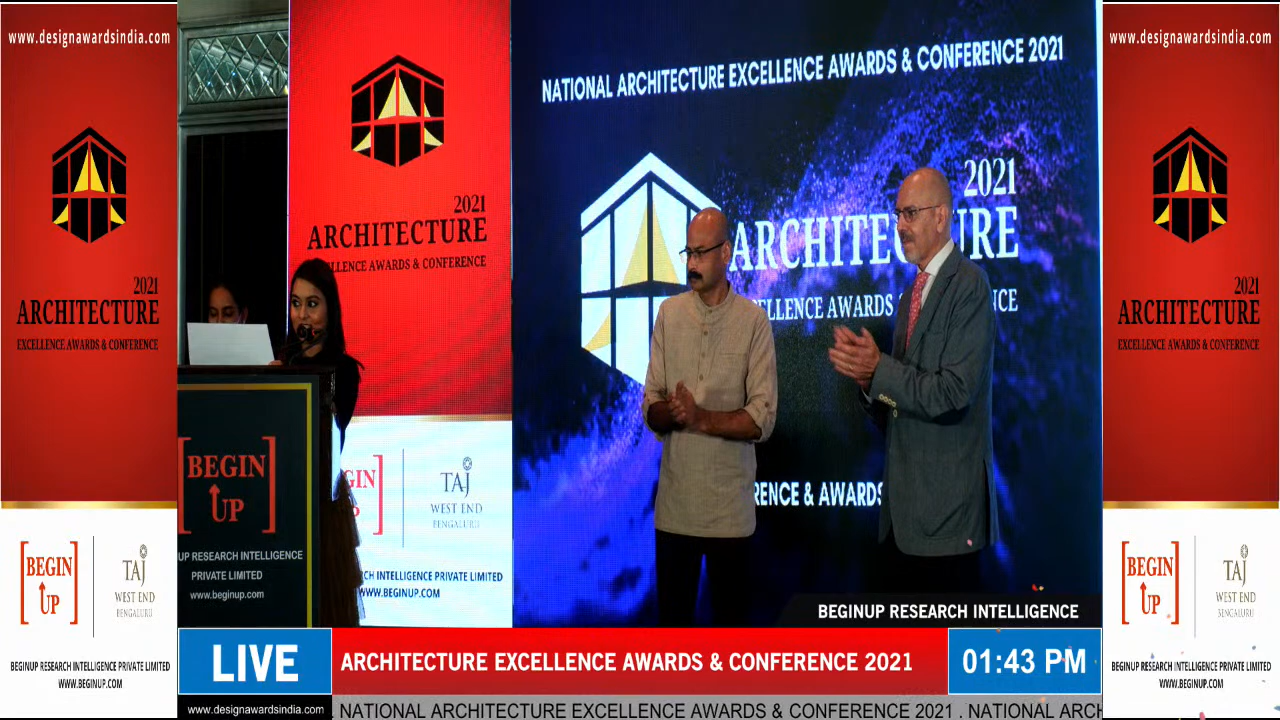 www.designawardsindia.com
2021
ARCHITECTURE
EXCELLENCE AWARDS & CONFERENCE
BEGIN
UP
TAJ
WEST END
BENGALURU
BEGINUP RESEARCH INTELLIGENCE PRIVATE LIMITED
WWW.BEGINUP.COM
2021
ARCHITECTURE
LLENCE AWARDS & CONFERENCE
GIN
P
TAJ
WEST END
BENGALURU
CH INTELLIGENCE PRIVATE LIMITED
WWW.BEGINUP.COM
BEGIN
UP
UP RESEARCH INTELLIGENCE
PRIVATE LIMITED
www.beginup.com
NATIONAL ARCHITECTURE EXCELLENCE AWARDS & CONFERENCE 2021
2021
ARCHITECTURE
CELLENCE AWARDS & CONFERENCE
RENCE & AWARDS
BEGINUP RESEARCH INTELLIGENCE
LIVE
ARCHITECTURE EXCELLENCE AWARDS & CONFERENCE 2021
01:43 PM
www.designawardsindia.com
. NATIONAL ARCHITECTURE EXCELLENCE AWARDS & CONFERENCE 2021 . NATIONAL ARCH
www.designawardsindia.com
2021
ARCHITECTURE
EXCELLENCE AWARDS & CONFERENCE
BEGIN
UP
TAJ
WEST END
BENGALURU
BEGINUP RESEARCH INTELLIGENCE PRIVATE LIMITED
WWW.BEGINUP.COM